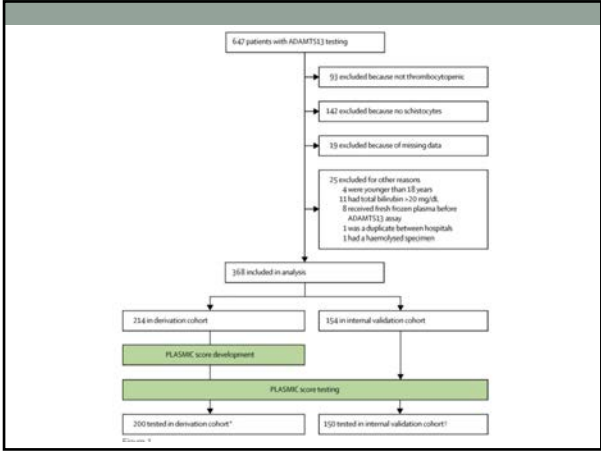 647 patients with ADAMTS13 testing
93 excluded because not thrombocytopenic
142 excluded because no schistocytes
19 excluded because of missing data
25 excluded for other reasons
4 were younger than 18 years
11 had total bilirubin >20 mg/dL
8 received fresh frozen plasma before
ADAMTS13 assay
1 was a duplicate between hospitals
1 had a haemolysed specimen
368 included in analysis
214 in derivation cohort
154 in internal validation cohort
PLASMIC score development
PLASMIC score testing
200 tested in derivation cohort*
150 tested in internal validation cohort†
Figure 1